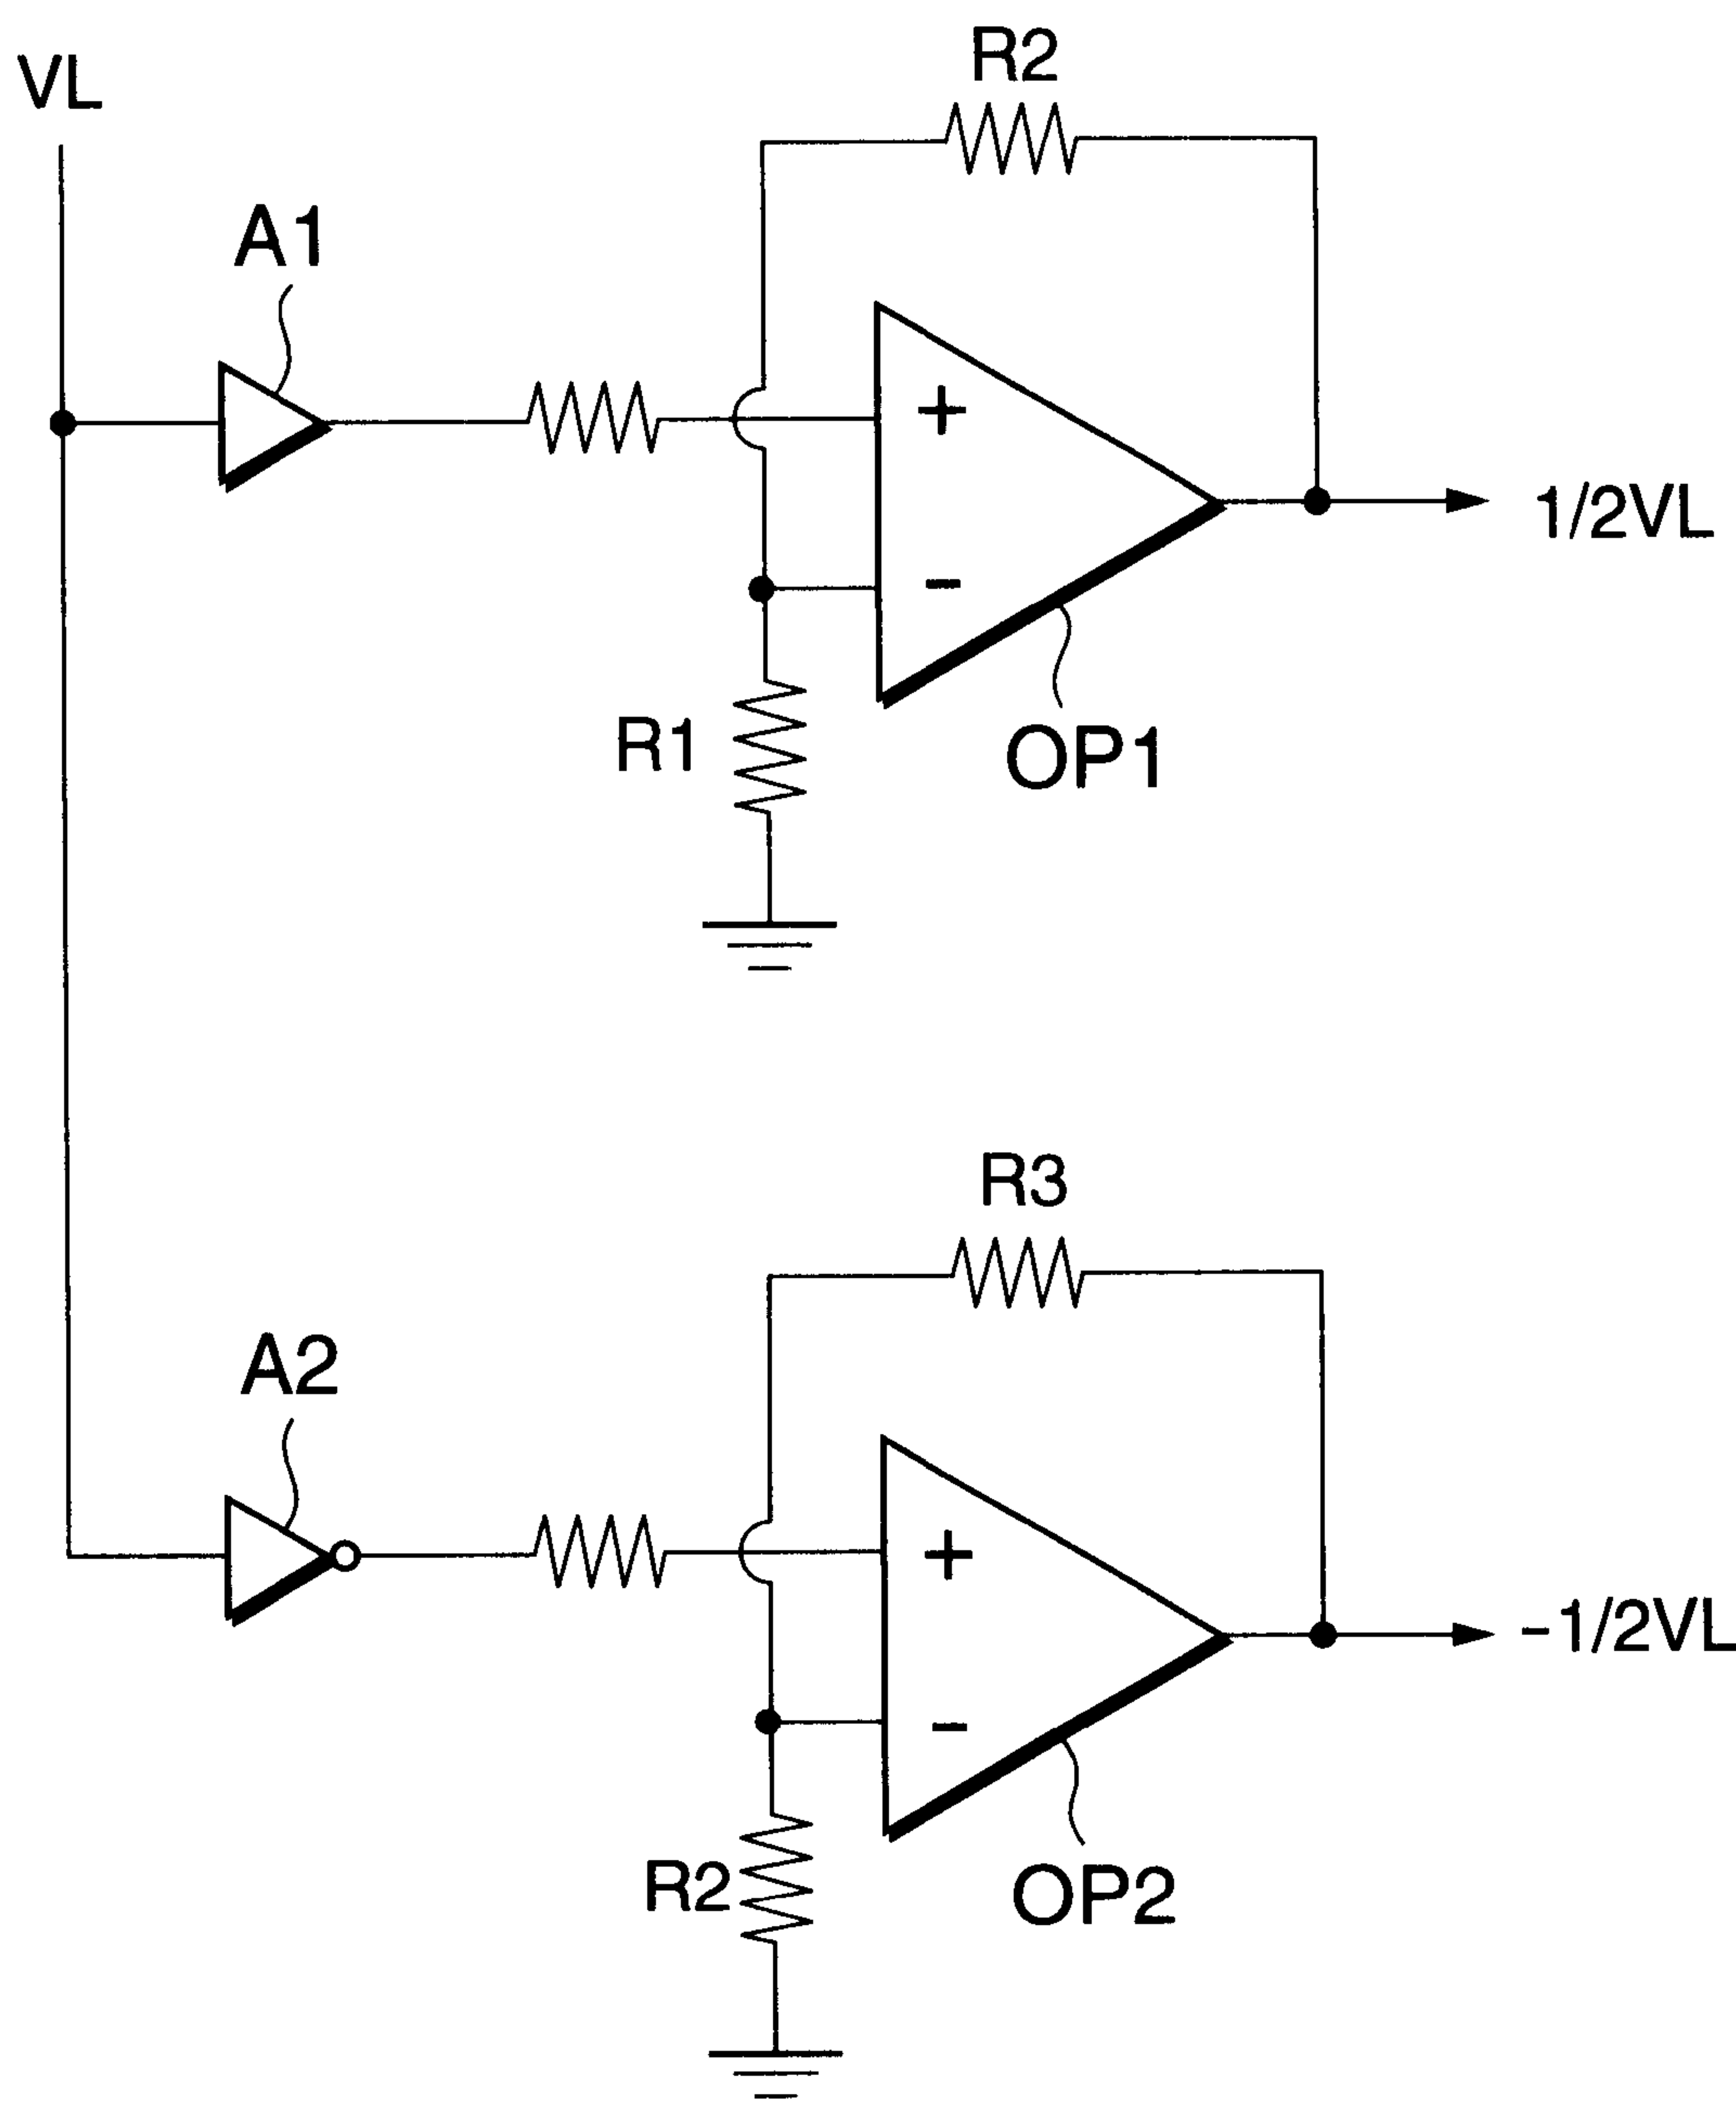 VL
R2
A1
+
1/2VL
-
R1
OP1
R3
A2
+
-1/2VL
-
R2
OP2